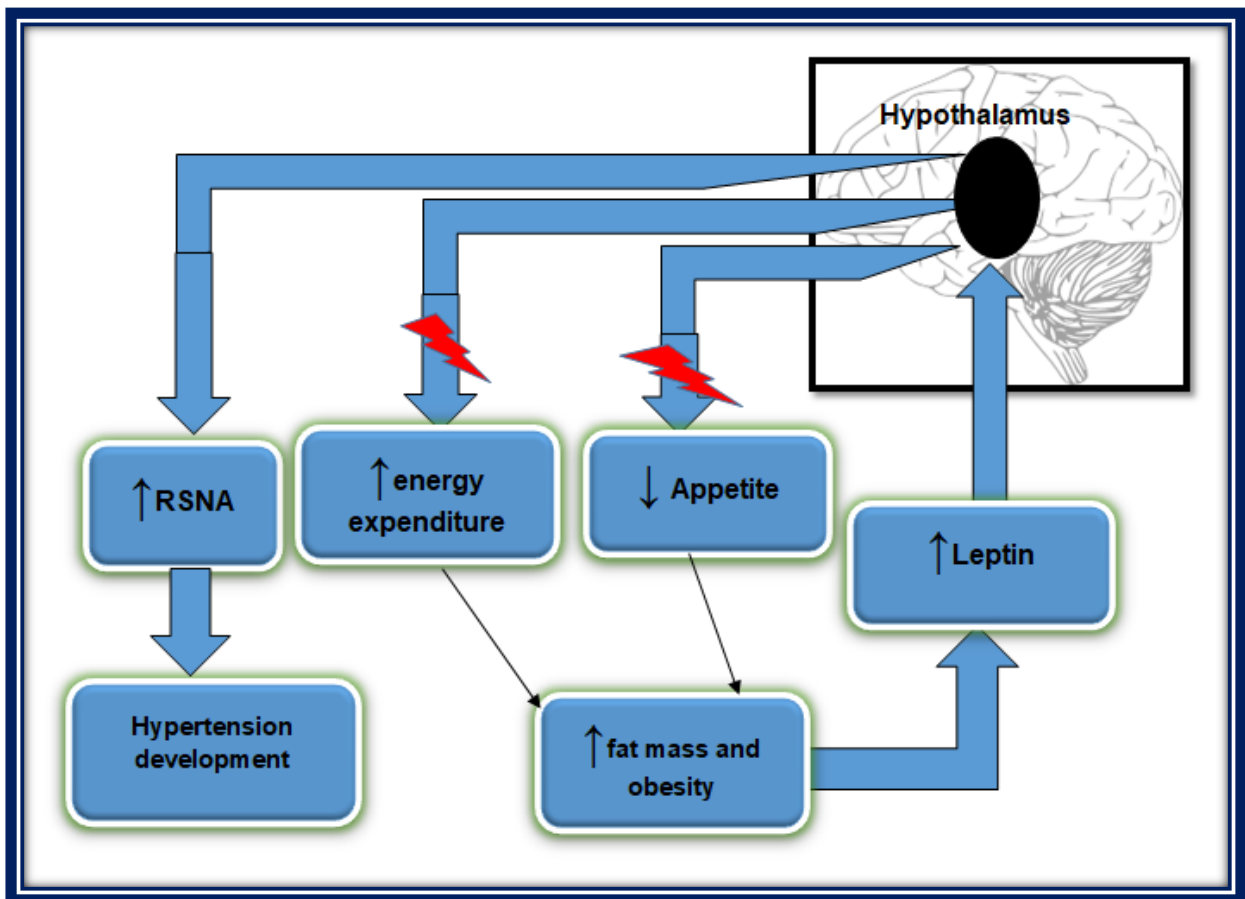 Hypothalamus
↑RSNA
↑energy
expenditure
↓ Appetite
↑Leptin
Hypertension
development
↑fat mass and
obesity